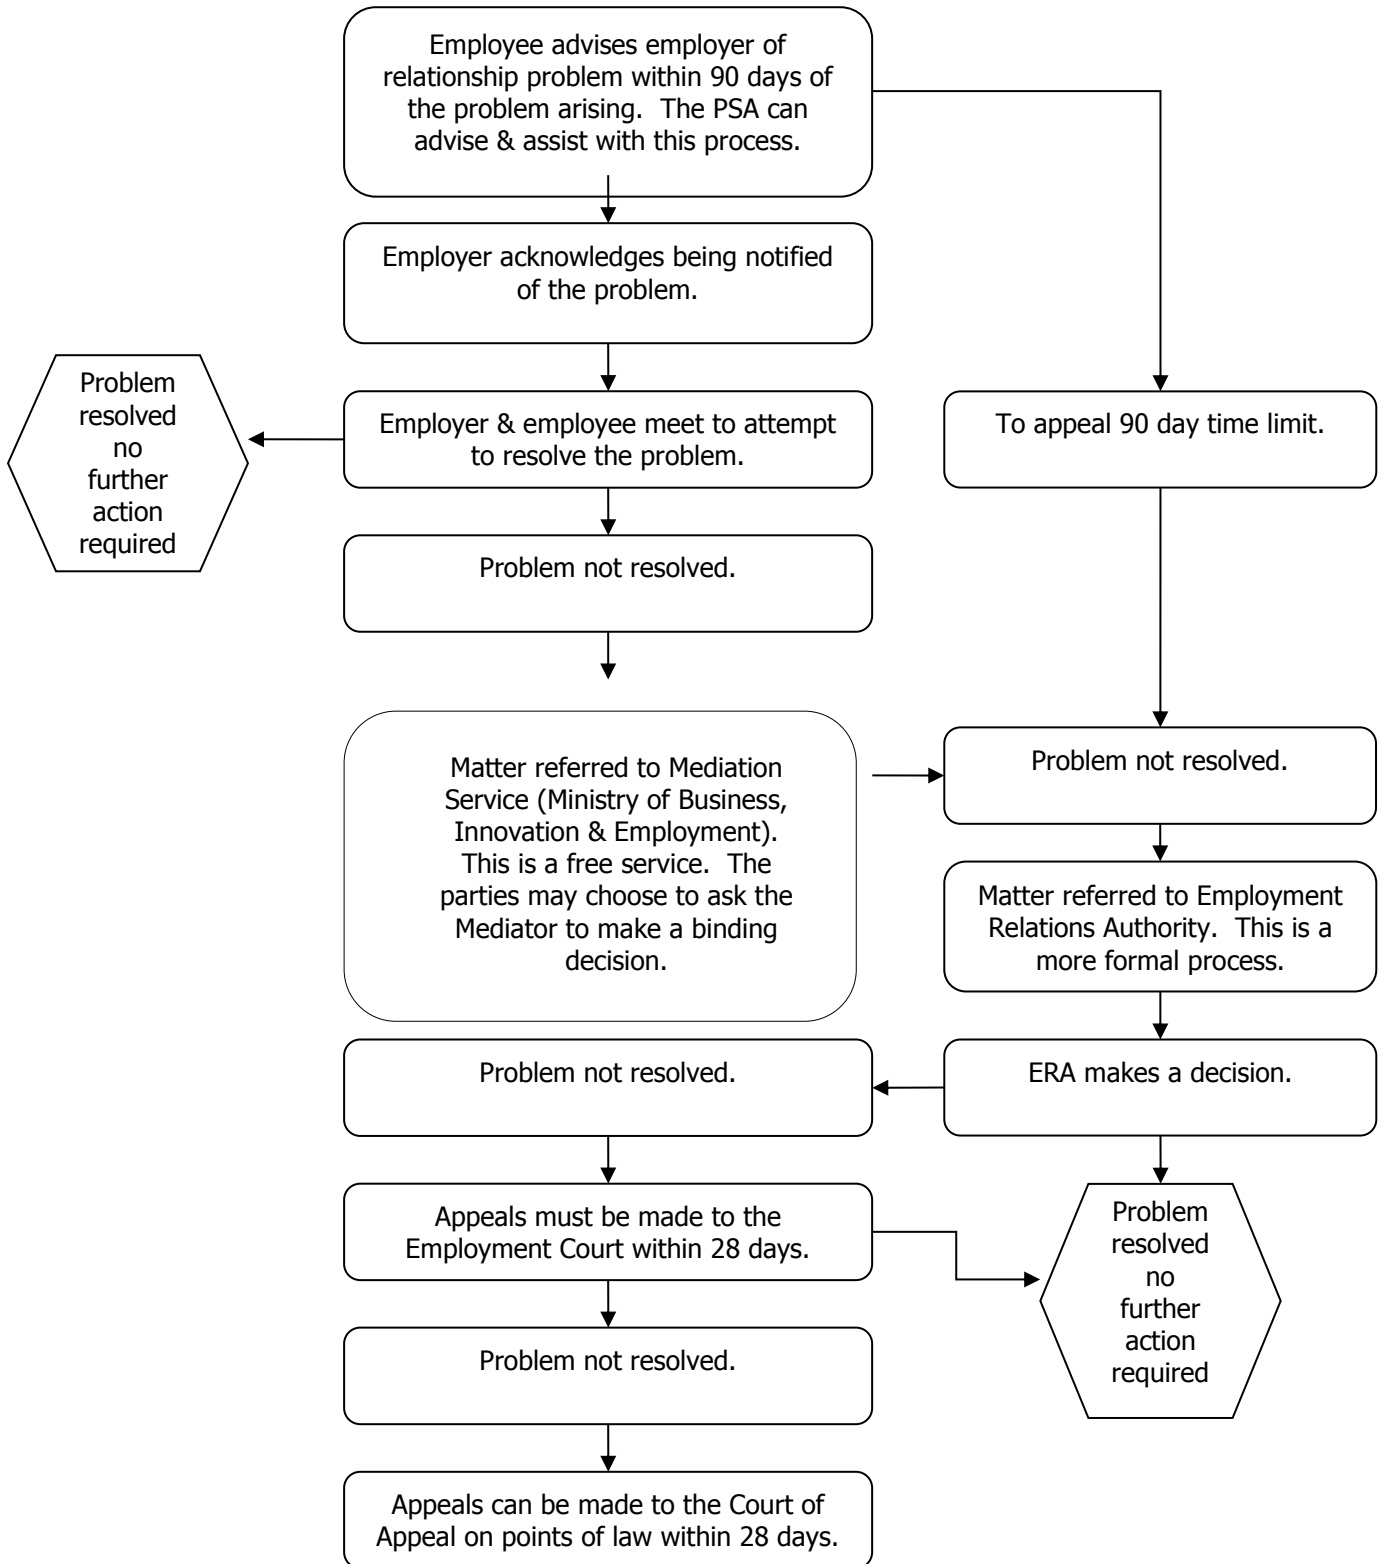 Employee advises employer of
relationship problem within 90 days of
the problem arising.  The PSA can
advise & assist with this process.
Employer acknowledges being notified
of the problem.
Problem
resolved
no
further
action
required
Employer & employee meet to attempt
to resolve the problem.
To appeal 90 day time limit.
Problem not resolved.
Matter referred to Mediation
Service (Ministry of Business,
Innovation & Employment).
This is a free service.  The
parties may choose to ask the
Mediator to make a binding
decision.
Problem not resolved.
Matter referred to Employment
Relations Authority.  This is a
more formal process.
ERA makes a decision.
Problem not resolved.
Appeals must be made to the
Employment Court within 28 days.
Problem
resolved
no
further
action
required
Problem not resolved.
Appeals can be made to the Court of
Appeal on points of law within 28 days.